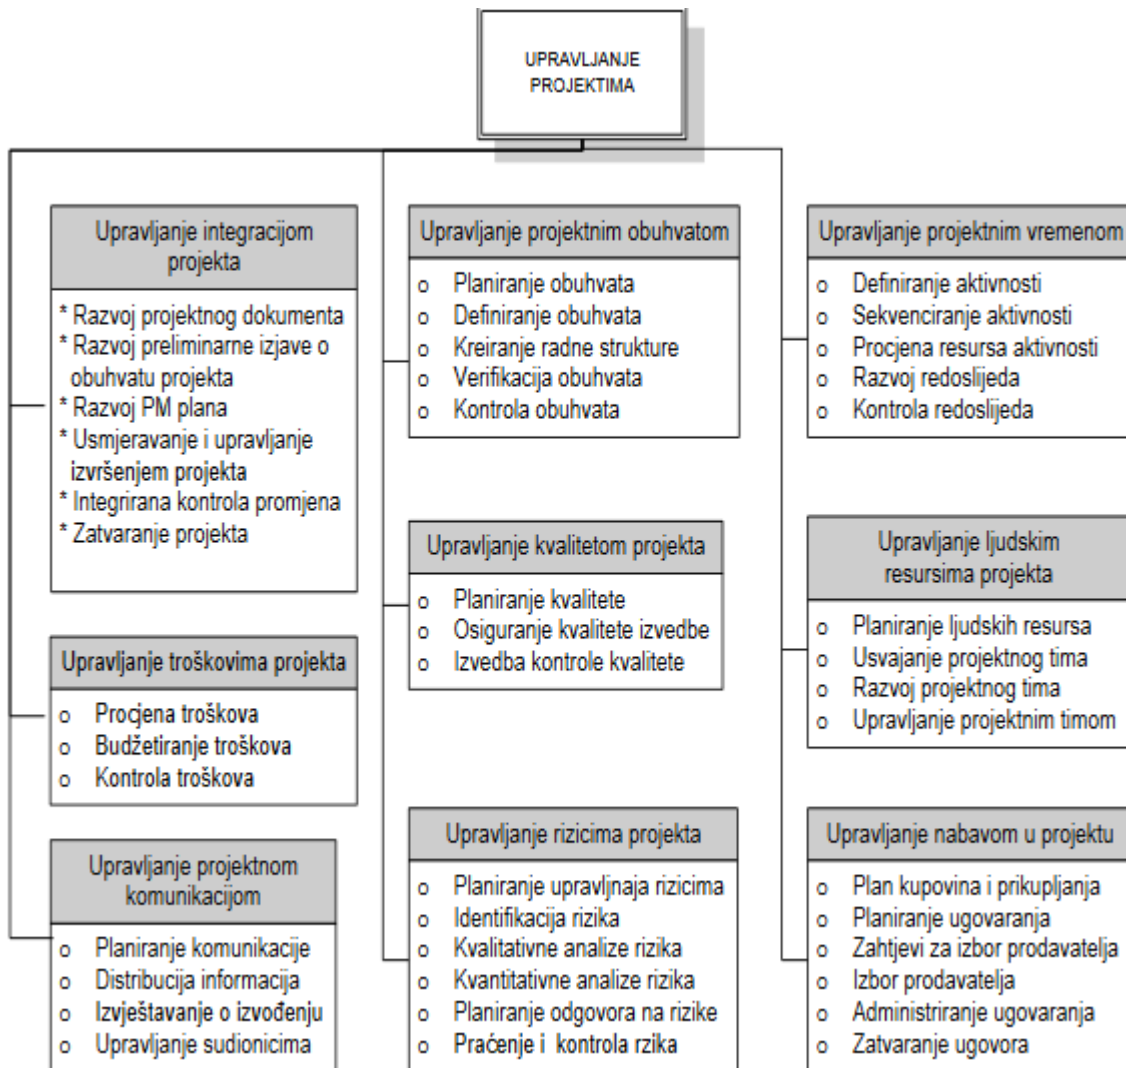 UPRAVLJANJE
PROJEKTIMA
Upravljanje integracijom
projekta
* Razvoj projektnog dokumenta
* Razvoj preliminarne izjave o
obuhvatu projekta
* Razvoj PM plana
* Usmjeravanje i upravljanje
izvršenjem projekta
* Integrirana kontrola promjena
* Zatvaranje projekta
Upravljanje projektnim obuhvatom
o Planiranje obuhvata
o Definiranje obuhvata
o Kreiranje radne strukture
o Verifikacija obuhvata
o Kontrola obuhvata
Upravljanje projektnim vremenom
o Definiranje aktivnosti
o Sekvenciranje aktivnosti
o Procjena resursa aktivnosti
o Razvoj redoslijeda
o Kontrola redoslijeda
Upravljanje troškovima projekta
o Procjena troškova
o Budžetiranje troškova
o Kontrola troškova
Upravljanje kvalitetom projekta
o Planiranje kvalitete
o Osiguranje kvalitete izvedbe
o Izvedba kontrole kvalitete
Upravljanje ljudskim
resursima projekta
o Planiranje ljudskih resursa
o Usvajanje projektnog tima
o Razvoj projektnog tima
o Upravljanje projektnim timom
Upravljanje projektnom
komunikacijom
o Planiranje komunikacije
o Distribucija informacija
o Izvještavanje o izvođenju
o Upravljanje sudionicima
Upravljanje rizicima projekta
o Planiranje upravljnaja rizicima
o Identifikacija rizika
o Kvalitativne analize rizika
o Kvantitativne analize rizika
o Planiranje odgovora na rizike
o Praćenje i kontrola rzika
Upravljanje nabavom u projektu
o Plan kupovina i prikupljanja
o Planiranje ugovaranja
o Zahtjevi za izbor prodavatelja
o Izbor prodavatelja
o Administriranje ugovaranja
o Zatvaranje ugovora